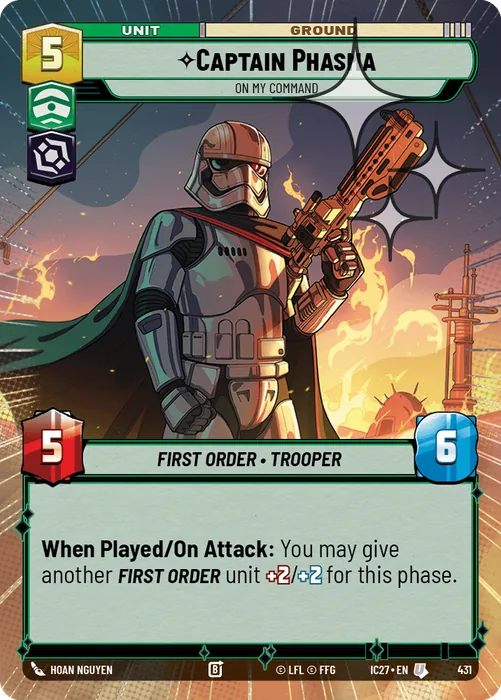 UNIT GROUND
5
✧CAPTAIN PHASMA
ON MY COMMAND
5
6
FIRST ORDER • TROOPER
When Played/On Attack: You may give
another FIRST ORDER unit +2/+2 for this phase.
HOAN NGUYEN B © LFL © FFG IC27•EN U 431